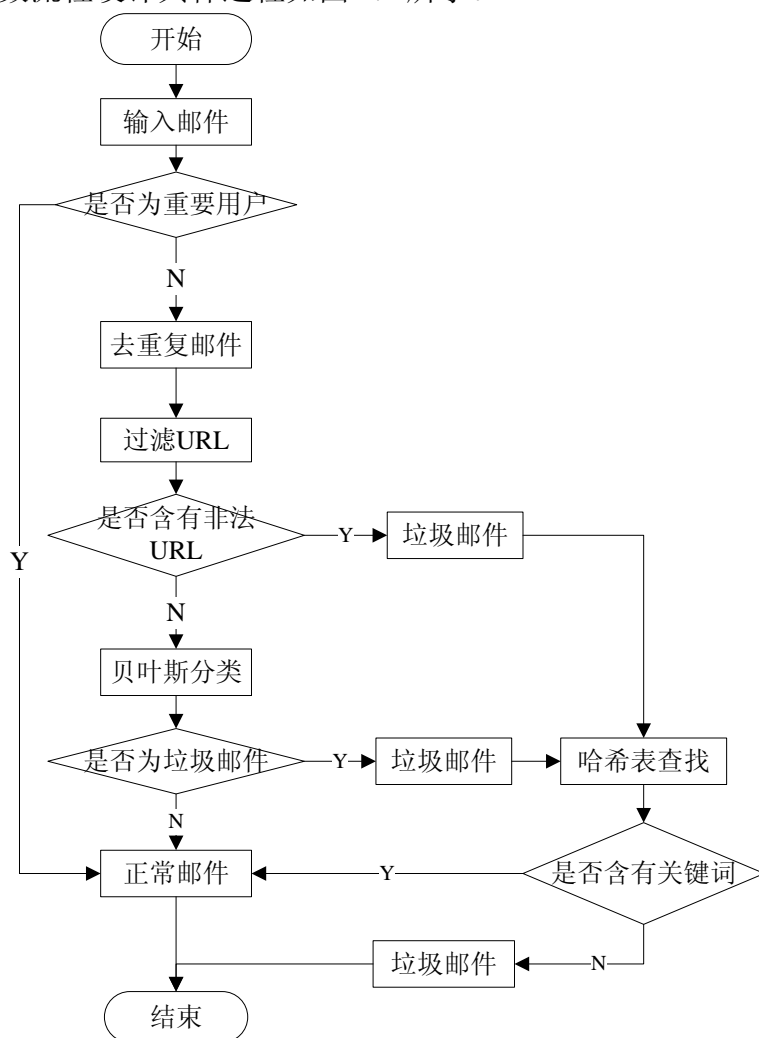 开始
输入邮件
是否为重要用户
N
去重复邮件
过滤URL
是否含有非法
URL
Y
垃圾邮件
Y
N
贝叶斯分类
是否为垃圾邮件
Y
垃圾邮件
哈希表查找
N
正常邮件
Y
是否含有关键词
垃圾邮件
N
结束